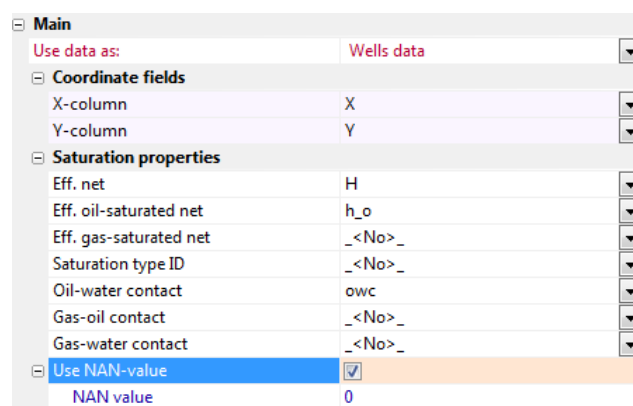 Main
Use data as: Wells data
Coordinate fields
X-column X
Y-column Y
Saturation properties
Eff. net H
Eff. oil-saturated net h_o
Eff. gas-saturated net _<No>_
Saturation type ID _<No>_
Oil-water contact owc
Gas-oil contact _<No>_
Gas-water contact _<No>_
Use NAN-value
NAN value 0